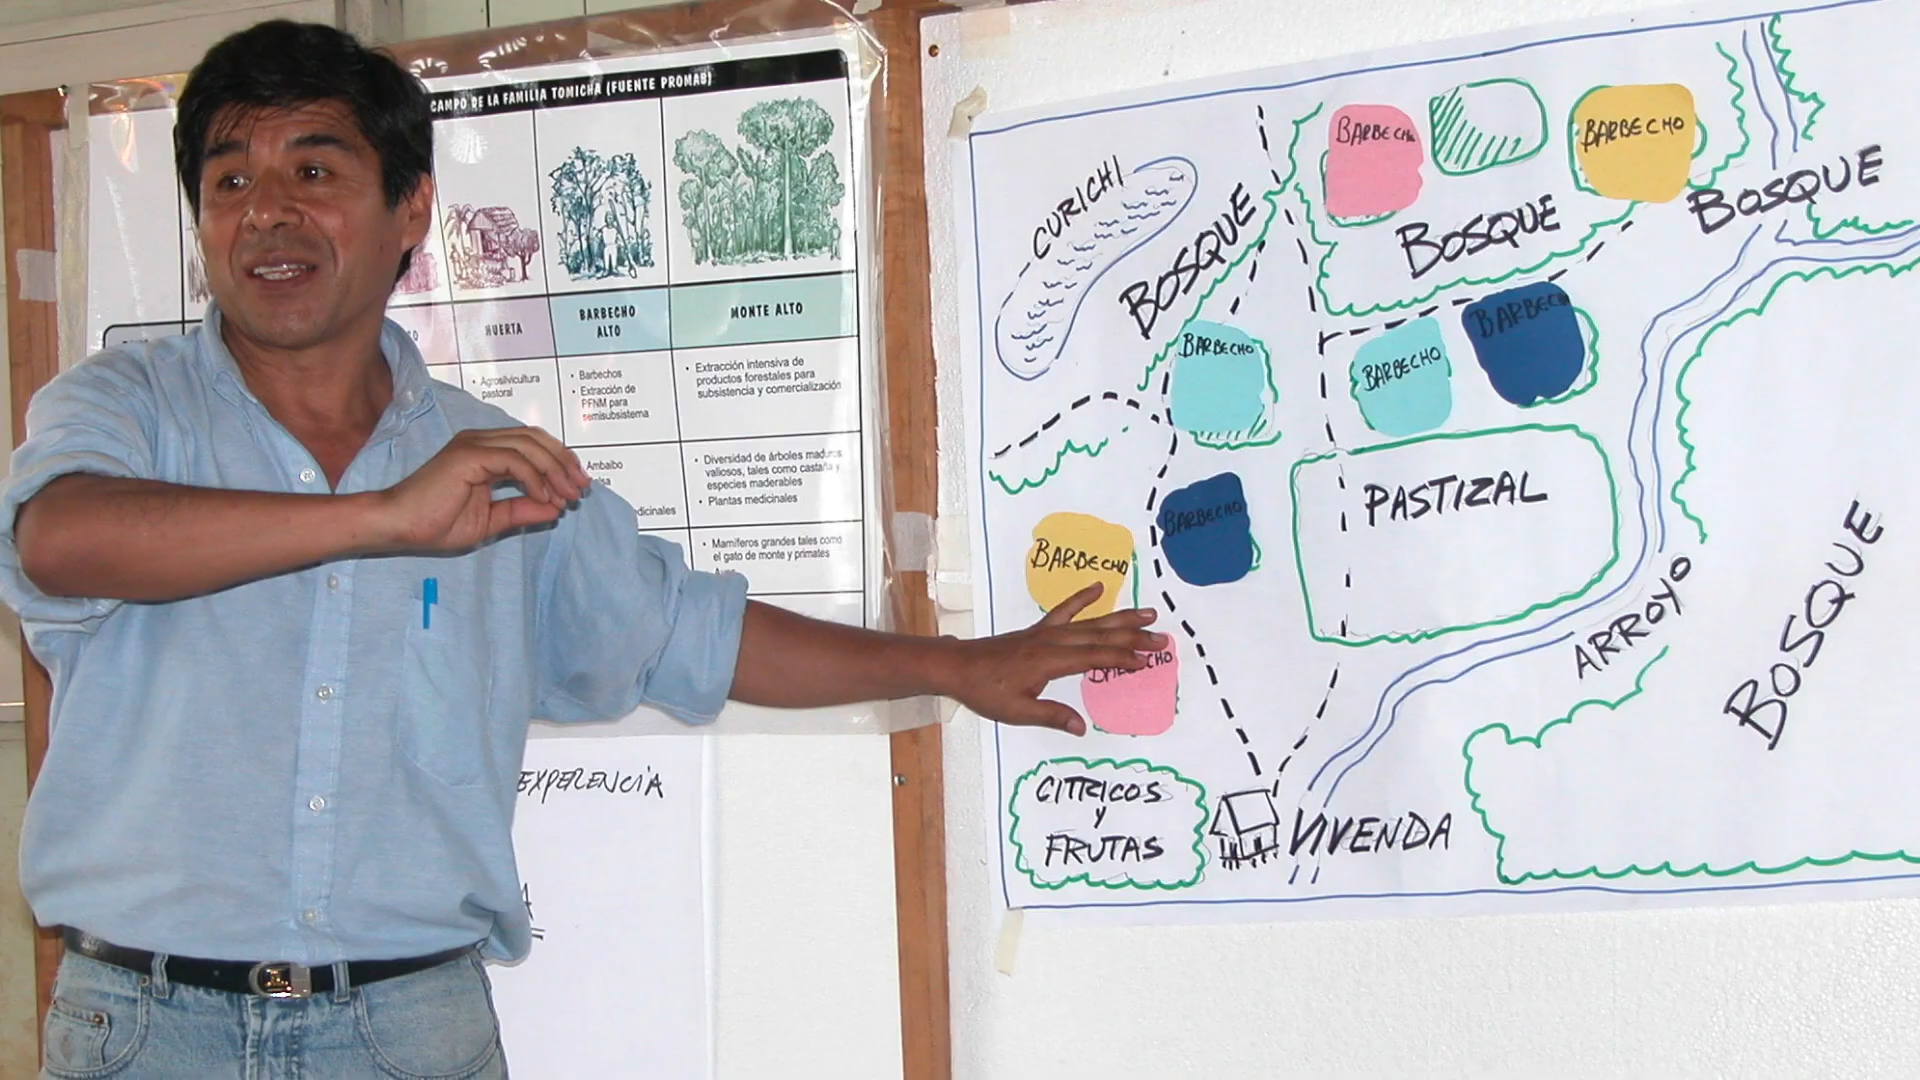 CAMPO DE LA FAMILIA TOMICHA (FUENTE PROMAB)
HUERTA
BARBECHO
ALTO
MONTE ALTO
• Agrosilvicultura
pastoral
• Barbechos
• Extracción de
PFNM para
semisubsistema
• Extracción intensiva de
productos forestales para
subsistencia y comercialización
Ambaibo
• Diversidad de árboles maduros
valiosos, tales como castaña y
especies maderables
• Plantas medicinales
• Mamíferos grandes tales como
el gato de monte y primates
EXPERENCIA
CURICHI
BOSQUE
BARBECHO
BARBECHO
BOSQUE
BOSQUE
BARBECHO
BARBECHO
BARBECHO
BARBECHO
PASTIZAL
BARBECHO
BARBECHO
ARROYO
BOSQUE
CITRICOS
Y
FRUTAS
VIVENDA